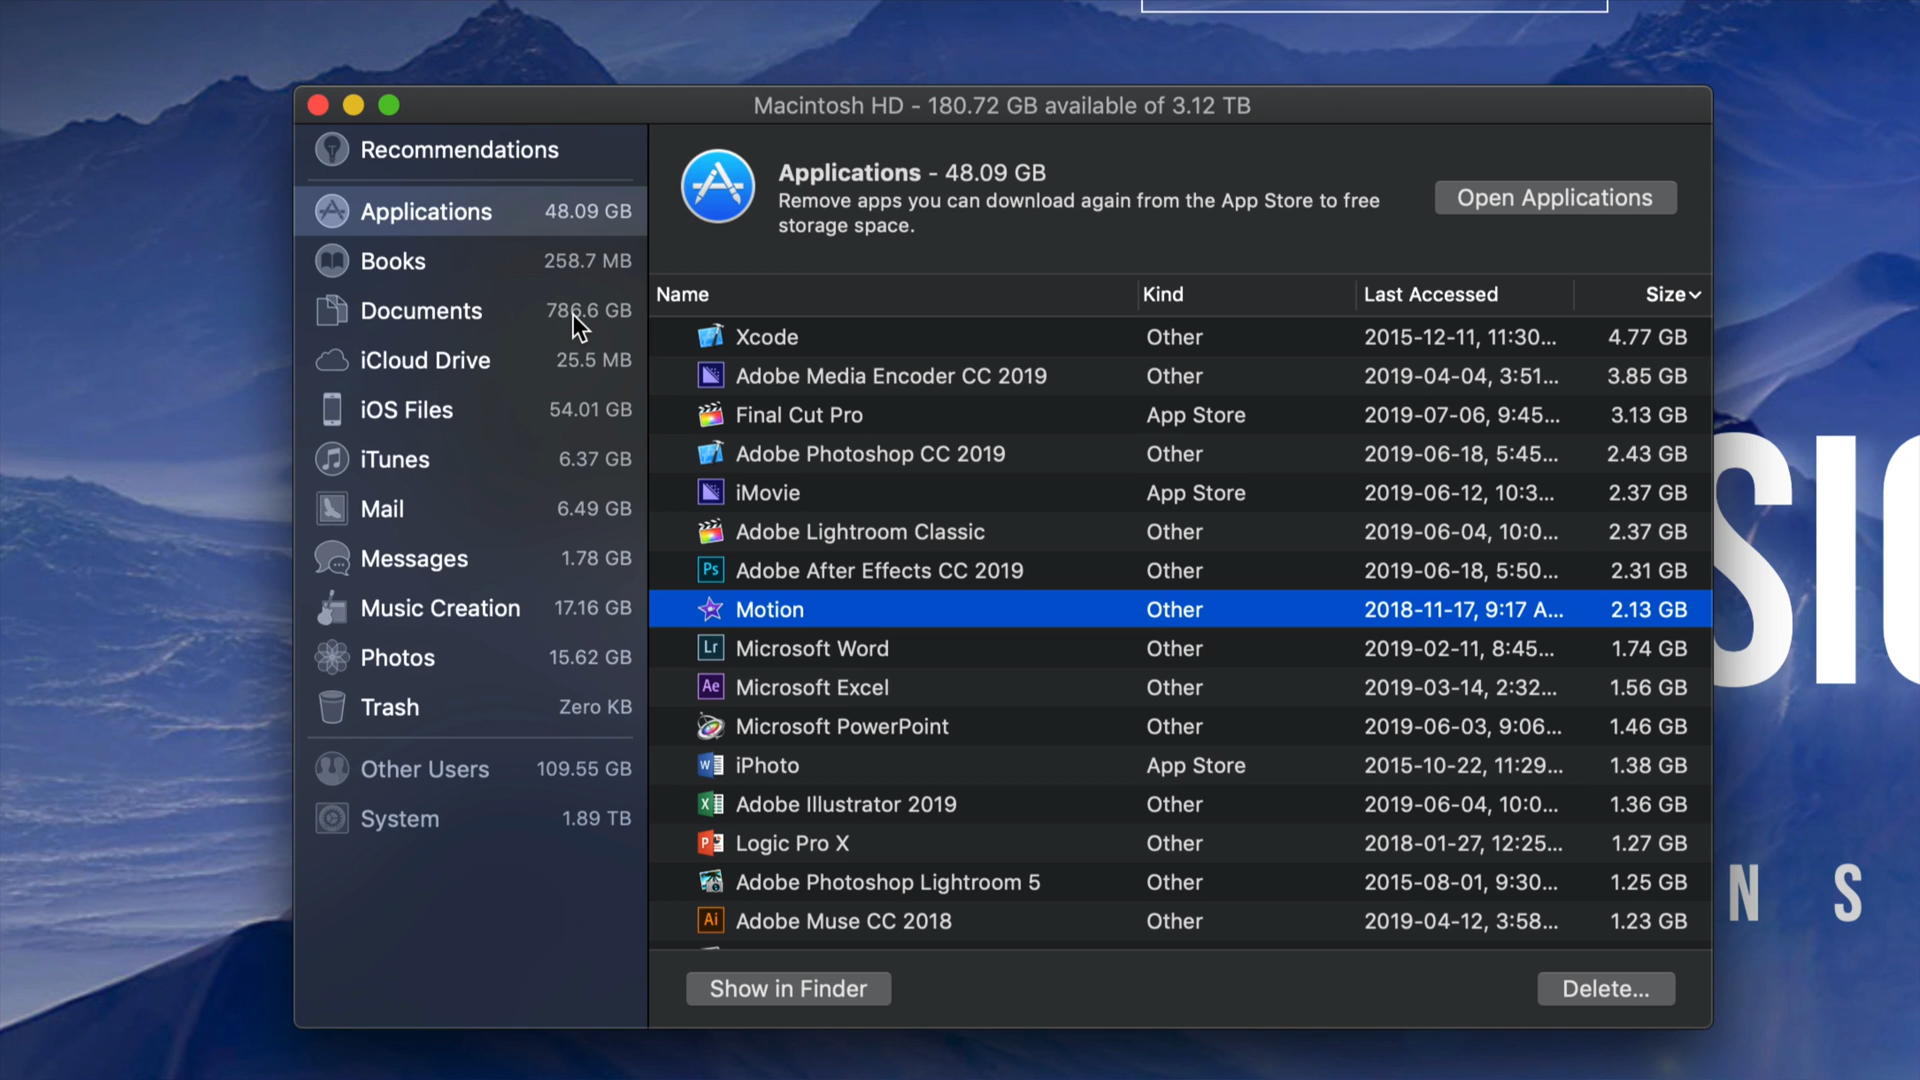 Macintosh HD - 180.72 GB available of 3.12 TB
Recommendations
Applications 48.09 GB
Books 258.7 MB
Documents 786.6 GB
iCloud Drive 25.5 MB
iOS Files 54.01 GB
iTunes 6.37 GB
Mail 6.49 GB
Messages 1.78 GB
Music Creation 17.16 GB
Photos 15.62 GB
Trash Zero KB
Other Users 109.55 GB
System 1.89 TB
Applications - 48.09 GB
Remove apps you can download again from the App Store to free
storage space.
Open Applications
Name Kind Last Accessed Size
Xcode Other 2015-12-11, 11:30... 4.77 GB
Adobe Media Encoder CC 2019 Other 2019-04-04, 3:51... 3.85 GB
Final Cut Pro App Store 2019-07-06, 9:45... 3.13 GB
Adobe Photoshop CC 2019 Other 2019-06-18, 5:45... 2.43 GB
iMovie App Store 2019-06-12, 10:3... 2.37 GB
Adobe Lightroom Classic Other 2019-06-04, 10:0... 2.37 GB
Ps Adobe After Effects CC 2019 Other 2019-06-18, 5:50... 2.31 GB
Motion Other 2018-11-17, 9:17 A... 2.13 GB
Lr Microsoft Word Other 2019-02-11, 8:45... 1.74 GB
Ae Microsoft Excel Other 2019-03-14, 2:32... 1.56 GB
Microsoft PowerPoint Other 2019-06-03, 9:06... 1.46 GB
W iPhoto App Store 2015-10-22, 11:29... 1.38 GB
X Adobe Illustrator 2019 Other 2019-06-04, 10:0... 1.36 GB
P Logic Pro X Other 2018-01-27, 12:25... 1.27 GB
Adobe Photoshop Lightroom 5 Other 2015-08-01, 9:30... 1.25 GB
Ai Adobe Muse CC 2018 Other 2019-04-12, 3:58... 1.23 GB
Show in Finder
Delete...
N S